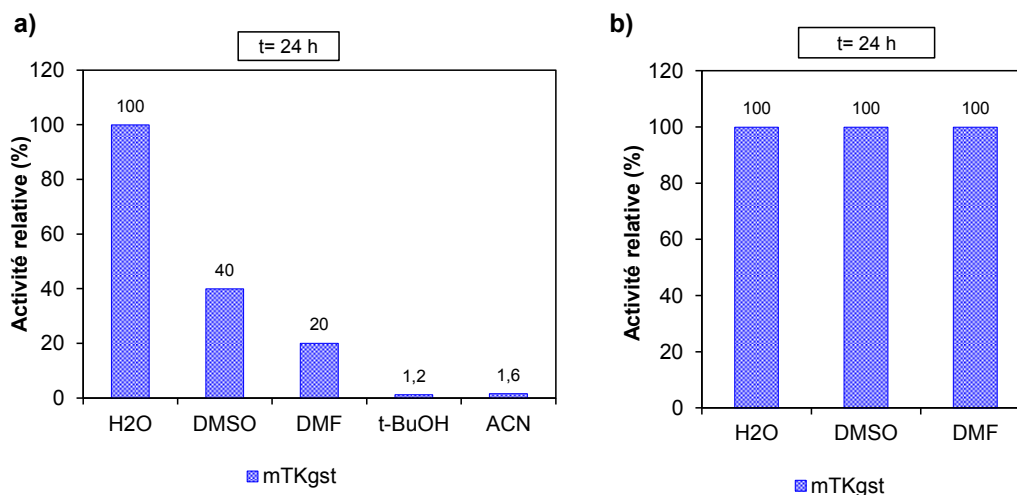 a)
t= 24 h
Activité relative (%)
120
100
80
60
40
20
0
100
40
20
1,2
1,6
H2O DMSO DMF t-BuOH ACN
mTKgst
b)
t= 24 h
Activité relative (%)
120
100
80
60
40
20
0
100 100 100
H2O DMSO DMF
mTKgst